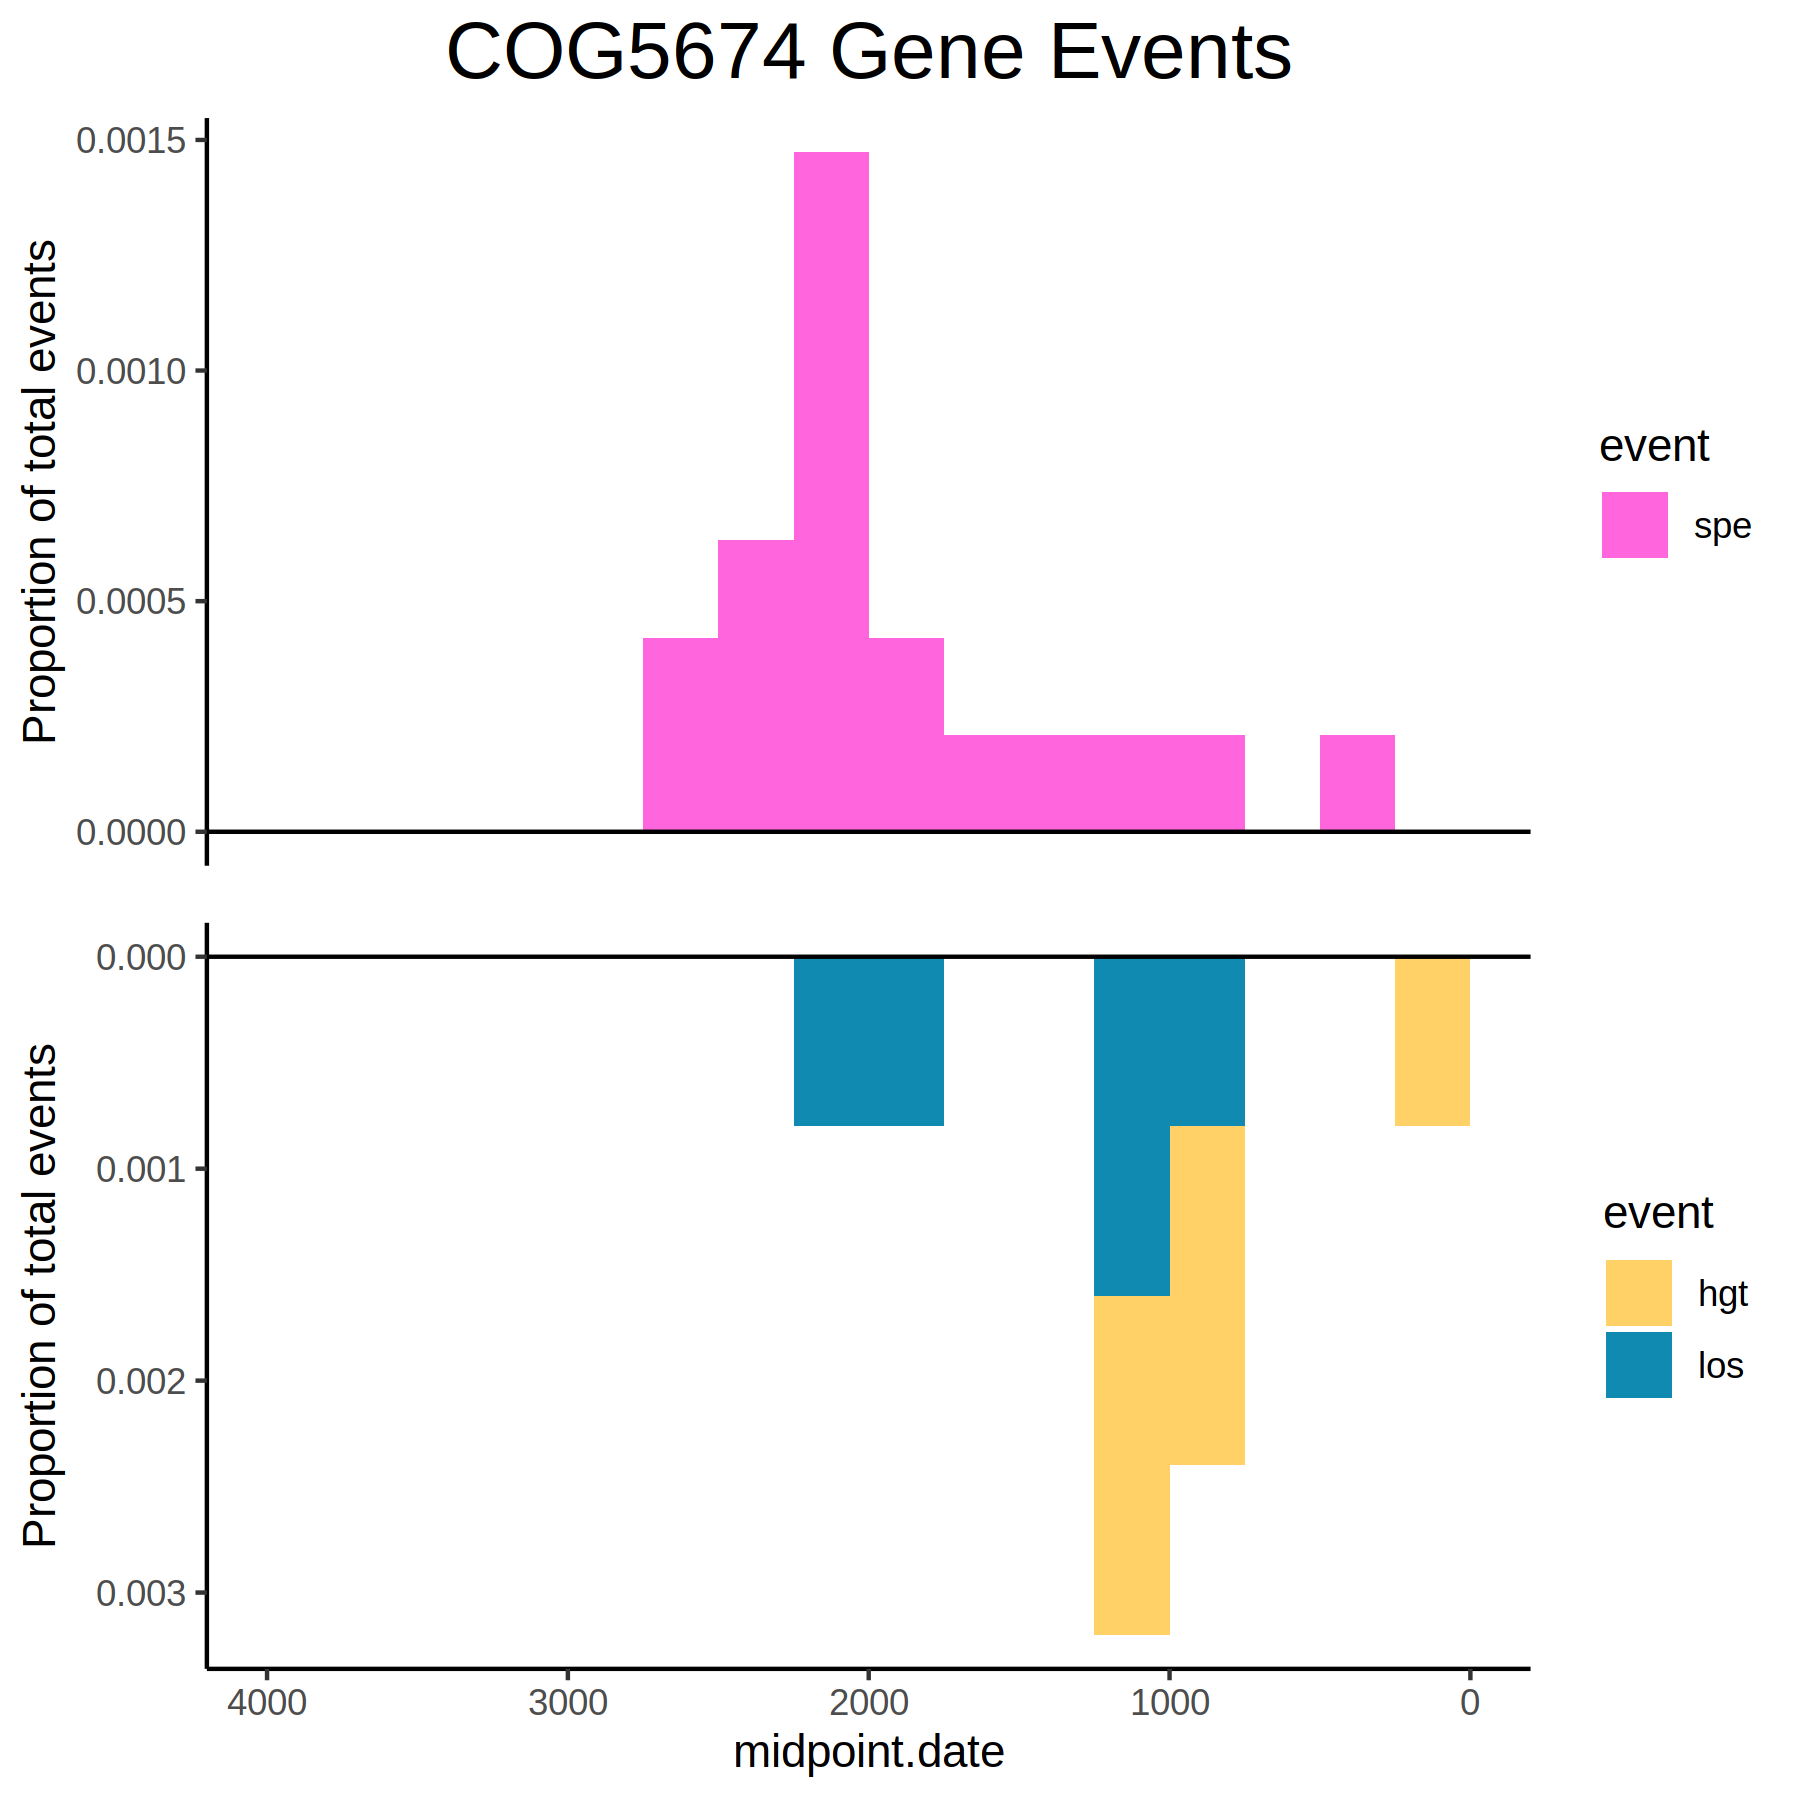 COG5674 Gene Events
Proportion of total events
0.0015
0.0010
0.0005
0.0000
event
spe
Proportion of total events
0.000
0.001
0.002
0.003
event
hgt
los
4000 3000 2000 1000 0
midpoint.date